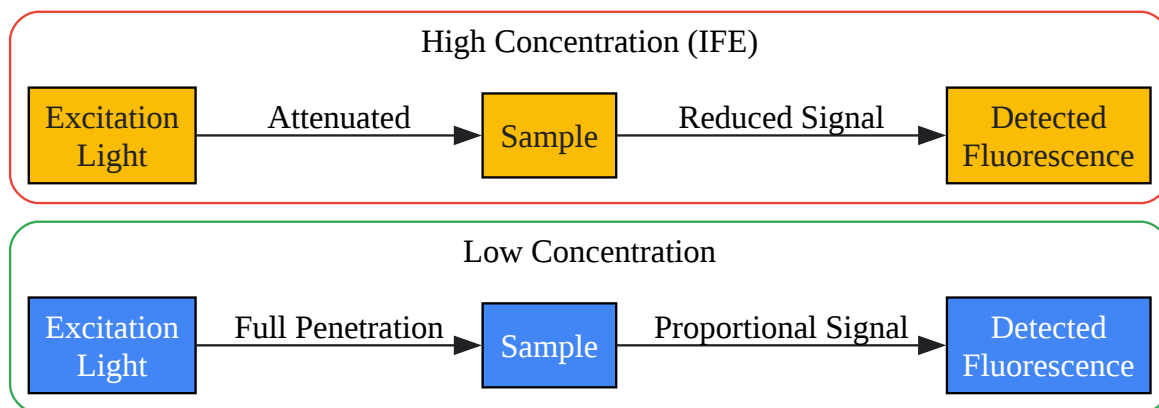 High Concentration (IFE)
Excitation
Light
Attenuated
Sample
Reduced Signal
Detected
Fluorescence
Low Concentration
Excitation
Light
Full Penetration
Sample
Proportional Signal
Detected
Fluorescence